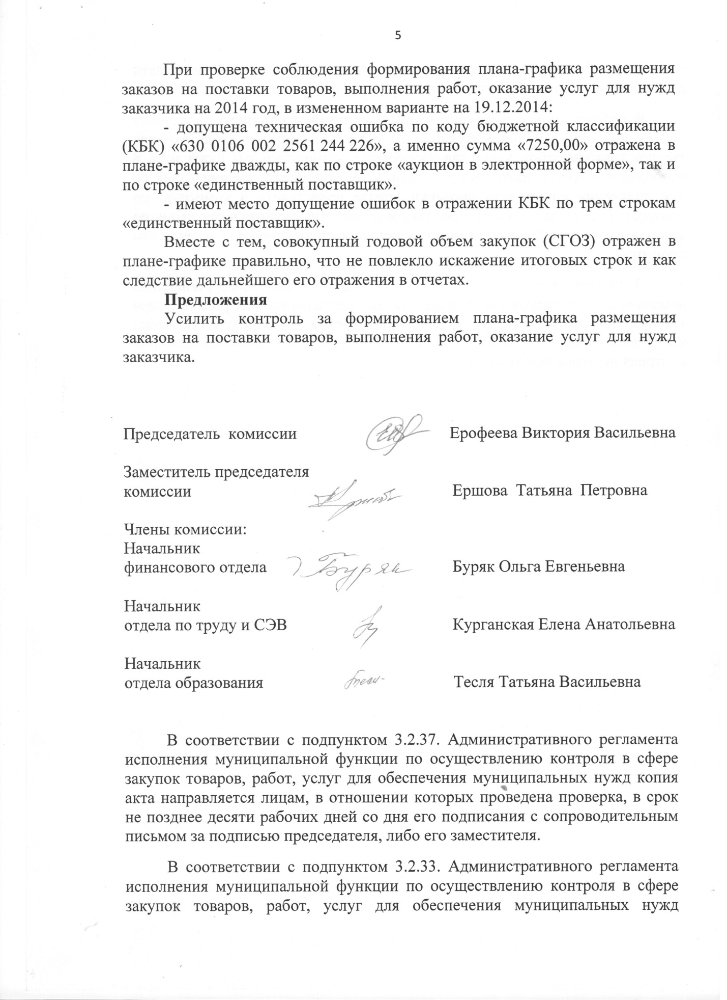 5
При проверке соблюдения формирования плана-графика размещения
заказов на поставки товаров, выполнения работ, оказание услуг для нужд
заказчика на 2014 год, в измененном варианте на 19.12.2014:
- допущена техническая ошибка по коду бюджетной классификации
(КБК) «630 0106 002 2561 244 226», а именно сумма «7250,00» отражена в
плане-графике дважды, как по строке «аукцион в электронной форме», так и
по строке «единственный поставщик».
- имеют место допущение ошибок в отражении КБК по трем строкам
«единственный поставщик».
Вместе с тем, совокупный годовой объем закупок (СГОЗ) отражен в
плане-графике правильно, что не повлекло искажение итоговых строк и как
следствие дальнейшего его отражения в отчетах.
Предложения
Усилить контроль за формированием плана-графика размещения
заказов на поставки товаров, выполнения работ, оказание услуг для нужд
заказчика.
Председатель комиссии Ерофеева Виктория Васильевна
Заместитель председателя
комиссии Ершова Татьяна Петровна
Члены комиссии:
Начальник
финансового отдела Буряк Буряк Ольга Евгеньевна
Начальник
отдела по труду и СЭВ Курганская Елена Анатольевна
Начальник
отдела образования Тесля Татьяна Васильевна
В соответствии с подпунктом 3.2.37. Административного регламента
исполнения муниципальной функции по осуществлению контроля в сфере
закупок товаров, работ, услуг для обеспечения муниципальных нужд копия
акта направляется лицам, в отношении которых проведена проверка, в срок
не позднее десяти рабочих дней со дня его подписания с сопроводительным
письмом за подписью председателя, либо его заместителя.
В соответствии с подпунктом 3.2.33. Административного регламента
исполнения муниципальной функции по осуществлению контроля в сфере
закупок товаров, работ, услуг для обеспечения муниципальных нужд